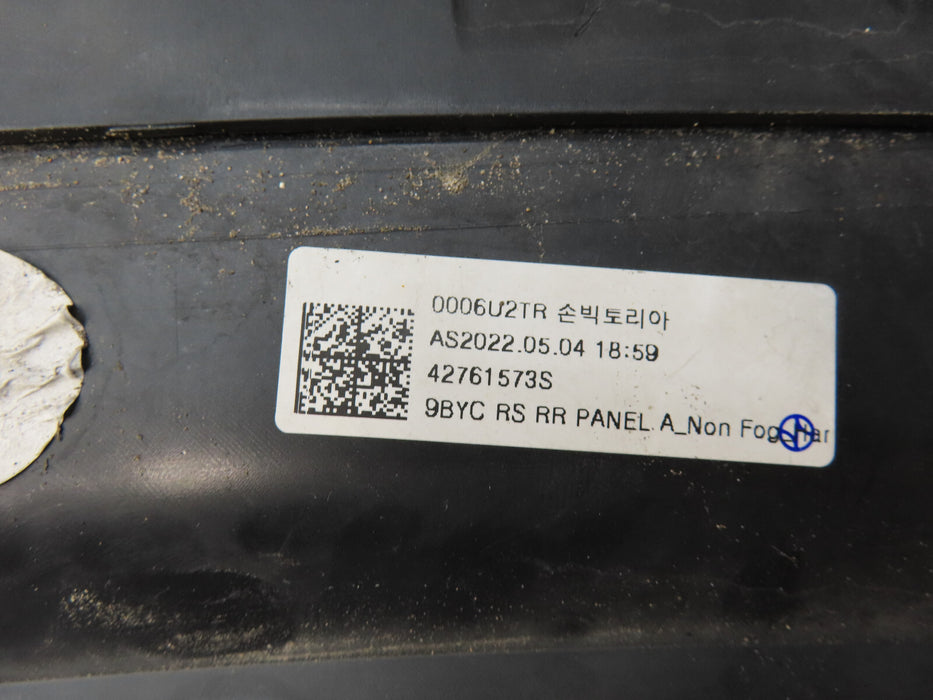 0006U2TR 손빅토리아
AS2022.05.04 18:59
42761573S
9BYC RS RR PANEL A_Non Fog